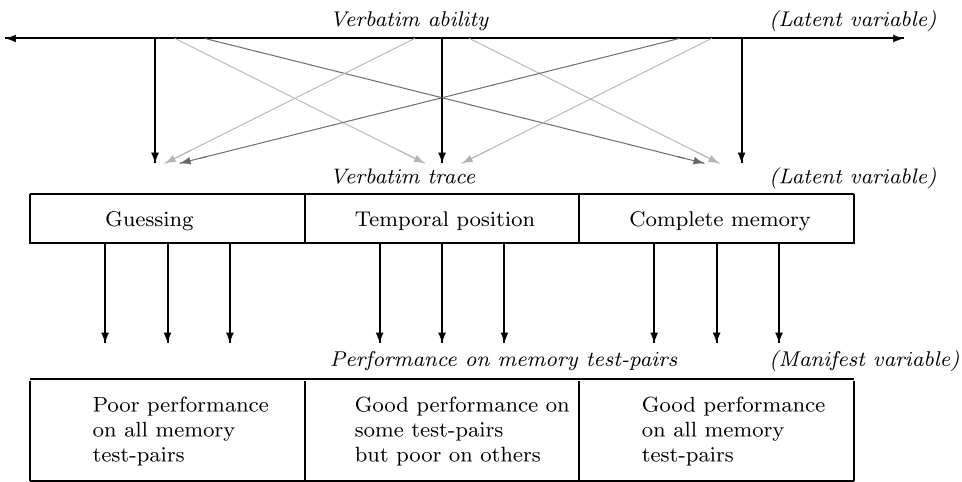 Verbatim ability (Latent variable)
Verbatim trace (Latent variable)
Guessing Temporal position Complete memory
Performance on memory test-pairs (Manifest variable)
Poor performance
on all memory
test-pairs
Good performance on
some test-pairs
but poor on others
Good performance
on all memory
test-pairs